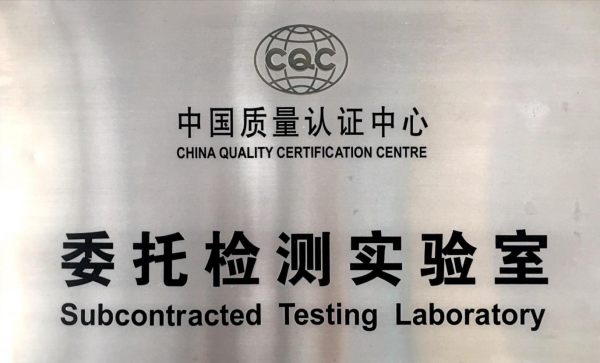 CQC
中国质量认证中心
CHINA QUALITY CERTIFICATION CENTRE
委托检测实验室
Subcontracted Testing Laboratory